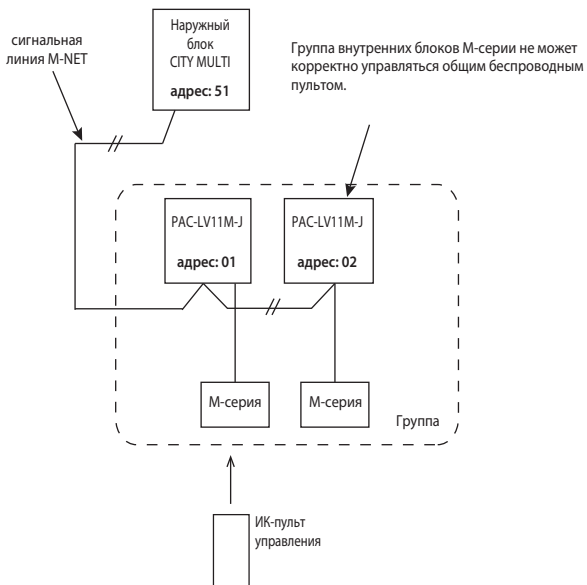 сигнальная
линия M-NET
Наружный
блок
CITY MULTI
адрес: 51
Группа внутренних блоков М-серии не может
корректно управляться общим беспроводным
пультом.
PAC-LV11M-J
адрес: 01
PAC-LV11M-J
адрес: 02
М-серия
М-серия
Группа
ИК-пульт
управления